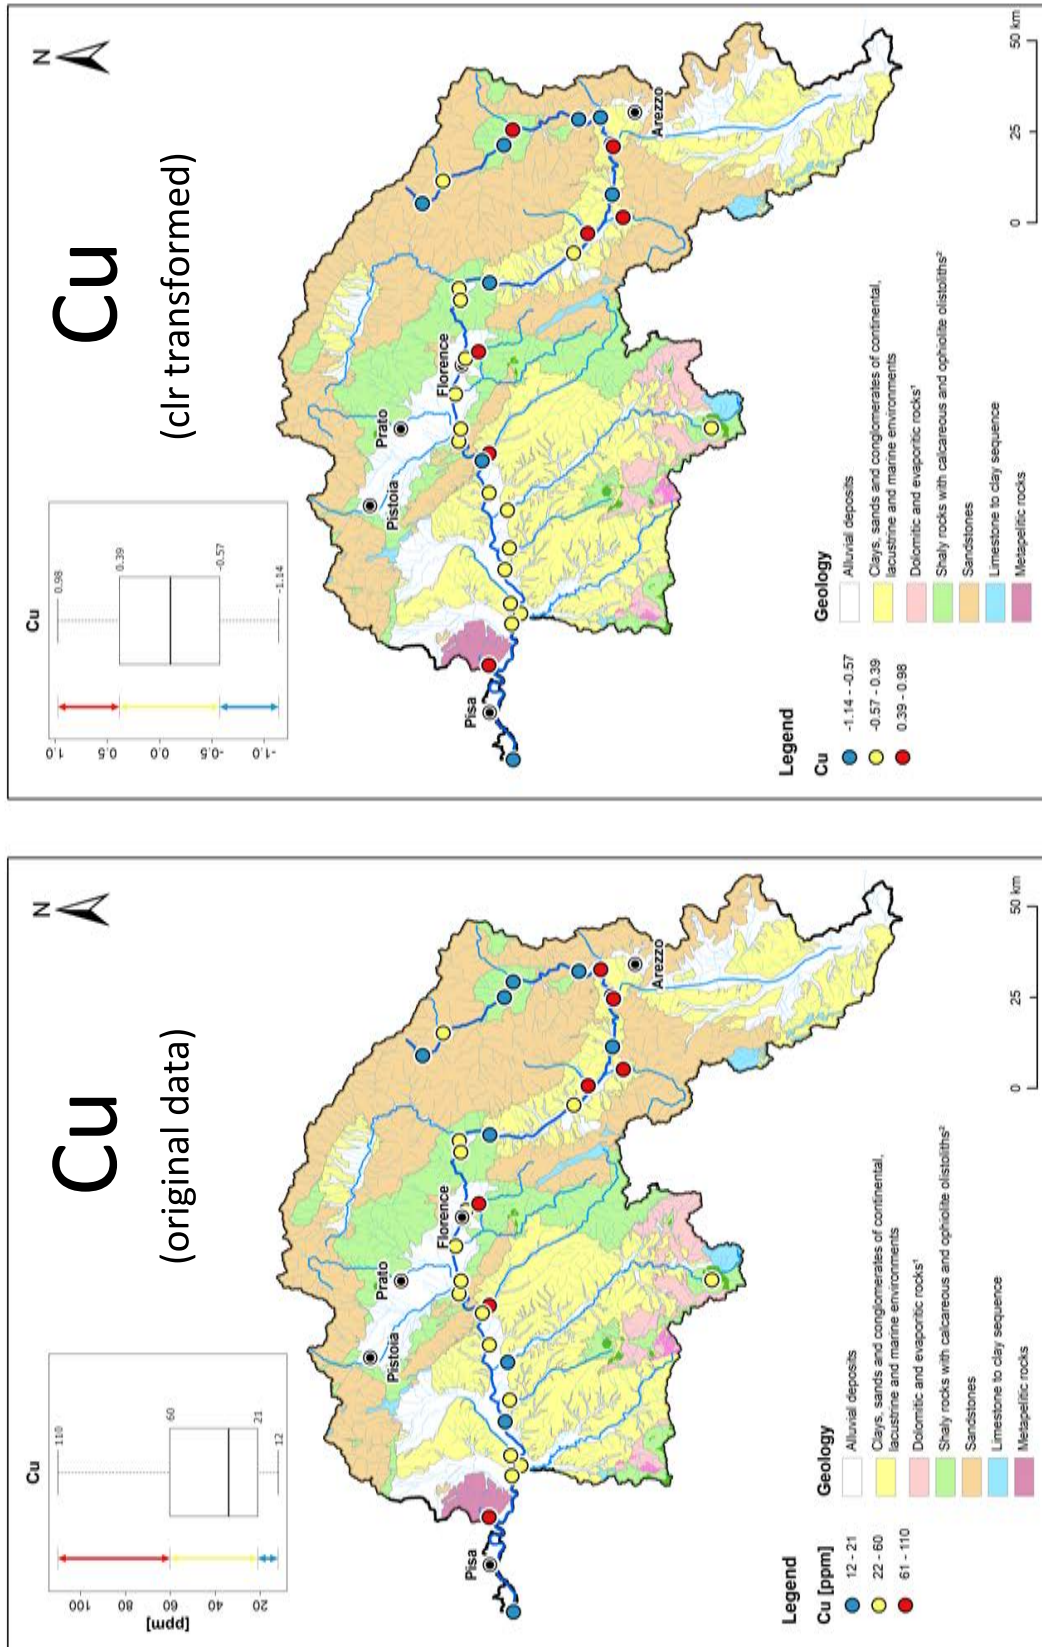 Cu
(original data)
N
Cu
[ppm]
100
80
60
40
20
110
60
21
12
Pistoia
Prato
Florence
Pisa
Arezzo
Legend
Cu [ppm]
12 - 21
22 - 60
61 - 110
Geology
Alluvial deposits
Clays, sands and conglomerates of continental,
lacustrine and marine environments
Dolomitic and evaporitic rocks¹
Shaly rocks with calcareous and ophiolite olistoliths²
Sandstones
Limestone to clay sequence
Metapelitic rocks
0 25 50 km
Cu
(clr transformed)
N
Cu
1.0
0.5
0.0
-0.5
-1.0
0.98
0.39
-0.57
-1.14
Pistoia
Prato
Florence
Pisa
Arezzo
Legend
Cu
-1.14 - -0.57
-0.57 - 0.39
0.39 - 0.98
Geology
Alluvial deposits
Clays, sands and conglomerates of continental,
lacustrine and marine environments
Dolomitic and evaporitic rocks¹
Shaly rocks with calcareous and ophiolite olistoliths²
Sandstones
Limestone to clay sequence
Metapelitic rocks
0 25 50 km